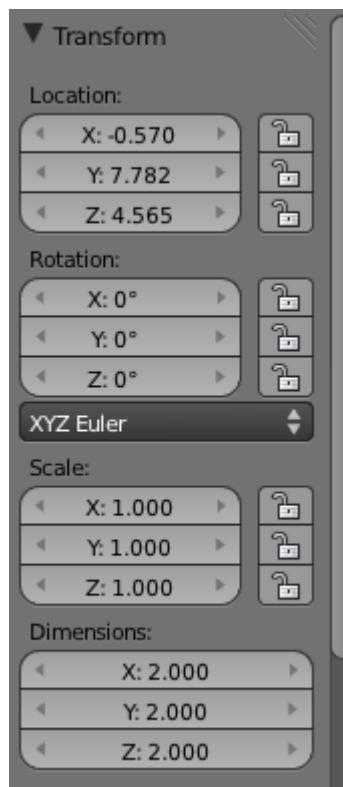 Transform
Location:
X: -0.570
Y: 7.782
Z: 4.565
Rotation:
X: 0°
Y: 0°
Z: 0°
XYZ Euler
Scale:
X: 1.000
Y: 1.000
Z: 1.000
Dimensions:
X: 2.000
Y: 2.000
Z: 2.000